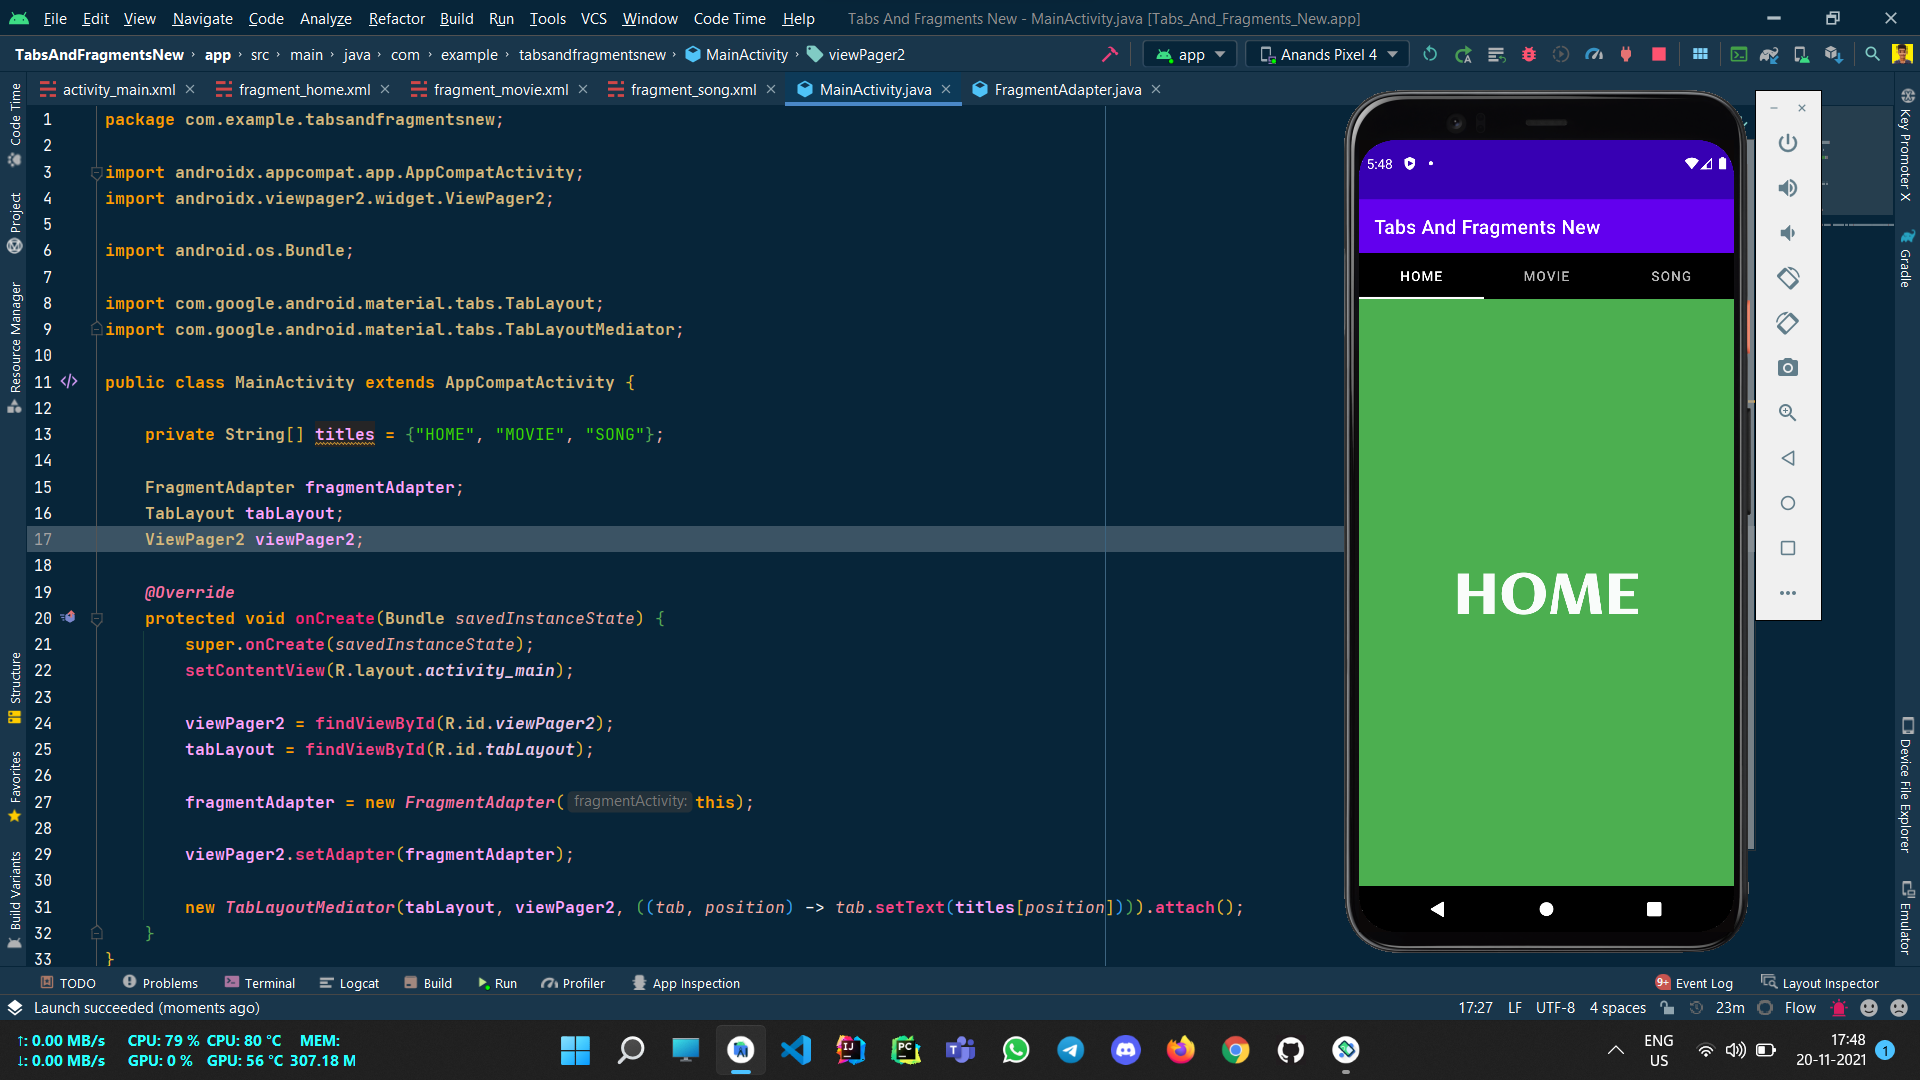 File Edit View Navigate Code Analyze Refactor Build Run Tools VCS Window Code Time Help Tabs And Fragments New - MainActivity.java [Tabs_And_Fragments_New.app]
TabsAndFragmentsNew › app › src › main › java › com › example › tabsandfragmentsnew › MainActivity › viewPager2 app Anands Pixel 4
activity_main.xml fragment_home.xml fragment_movie.xml fragment_song.xml MainActivity.java FragmentAdapter.java
Code Time
Project
Resource Manager
Structure
Favorites
Build Variants
1 package com.example.tabsandfragmentsnew;
2
3 import androidx.appcompat.app.AppCompatActivity;
4 import androidx.viewpager2.widget.ViewPager2;
5
6 import android.os.Bundle;
7
8 import com.google.android.material.tabs.TabLayout;
9 import com.google.android.material.tabs.TabLayoutMediator;
10
11 public class MainActivity extends AppCompatActivity {
12
13 private String[] titles = {"HOME", "MOVIE", "SONG"};
14
15 FragmentAdapter fragmentAdapter;
16 TabLayout tabLayout;
17 ViewPager2 viewPager2;
18
19 @Override
20 protected void onCreate(Bundle savedInstanceState) {
21 super.onCreate(savedInstanceState);
22 setContentView(R.layout.activity_main);
23
24 viewPager2 = findViewById(R.id.viewPager2);
25 tabLayout = findViewById(R.id.tabLayout);
26
27 fragmentAdapter = new FragmentAdapter( fragmentActivity: this);
28
29 viewPager2.setAdapter(fragmentAdapter);
30
31 new TabLayoutMediator(tabLayout, viewPager2, ((tab, position) -> tab.setText(titles[position]))).attach();
32 }
33 }
5:48
Tabs And Fragments New
HOME MOVIE SONG
HOME
Key Promoter X
Gradle
Device File Explorer
Emulator
TODO Problems Terminal Logcat Build Run Profiler App Inspection 9+ Event Log Layout Inspector
Launch succeeded (moments ago) 17:27 LF UTF-8 4 spaces 23m Flow
↑: 0.00 MB/s CPU: 79 % CPU: 80 °C MEM:
↓: 0.00 MB/s GPU: 0 % GPU: 56 °C 307.18 M
ENG
US
17:48
20-11-2021
1